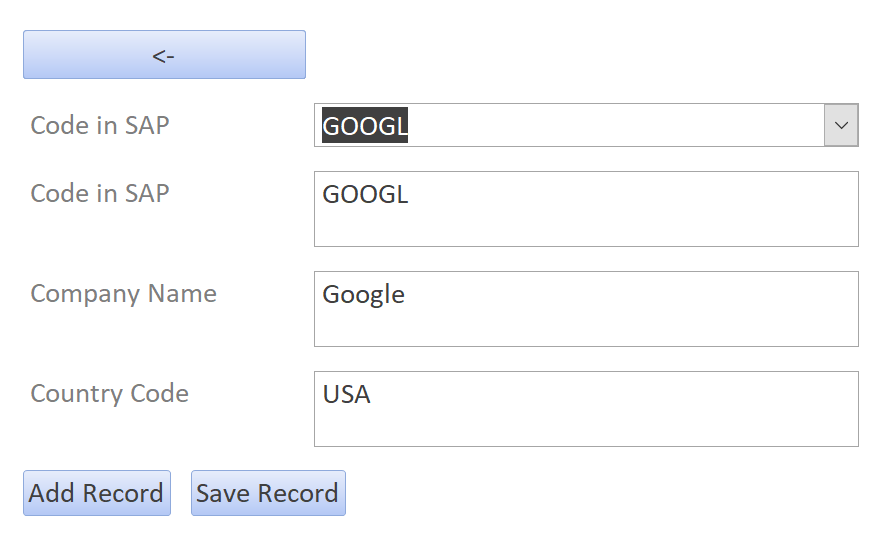 <-
Code in SAP GOOGL
Code in SAP GOOGL
Company Name Google
Country Code USA
Add Record Save Record